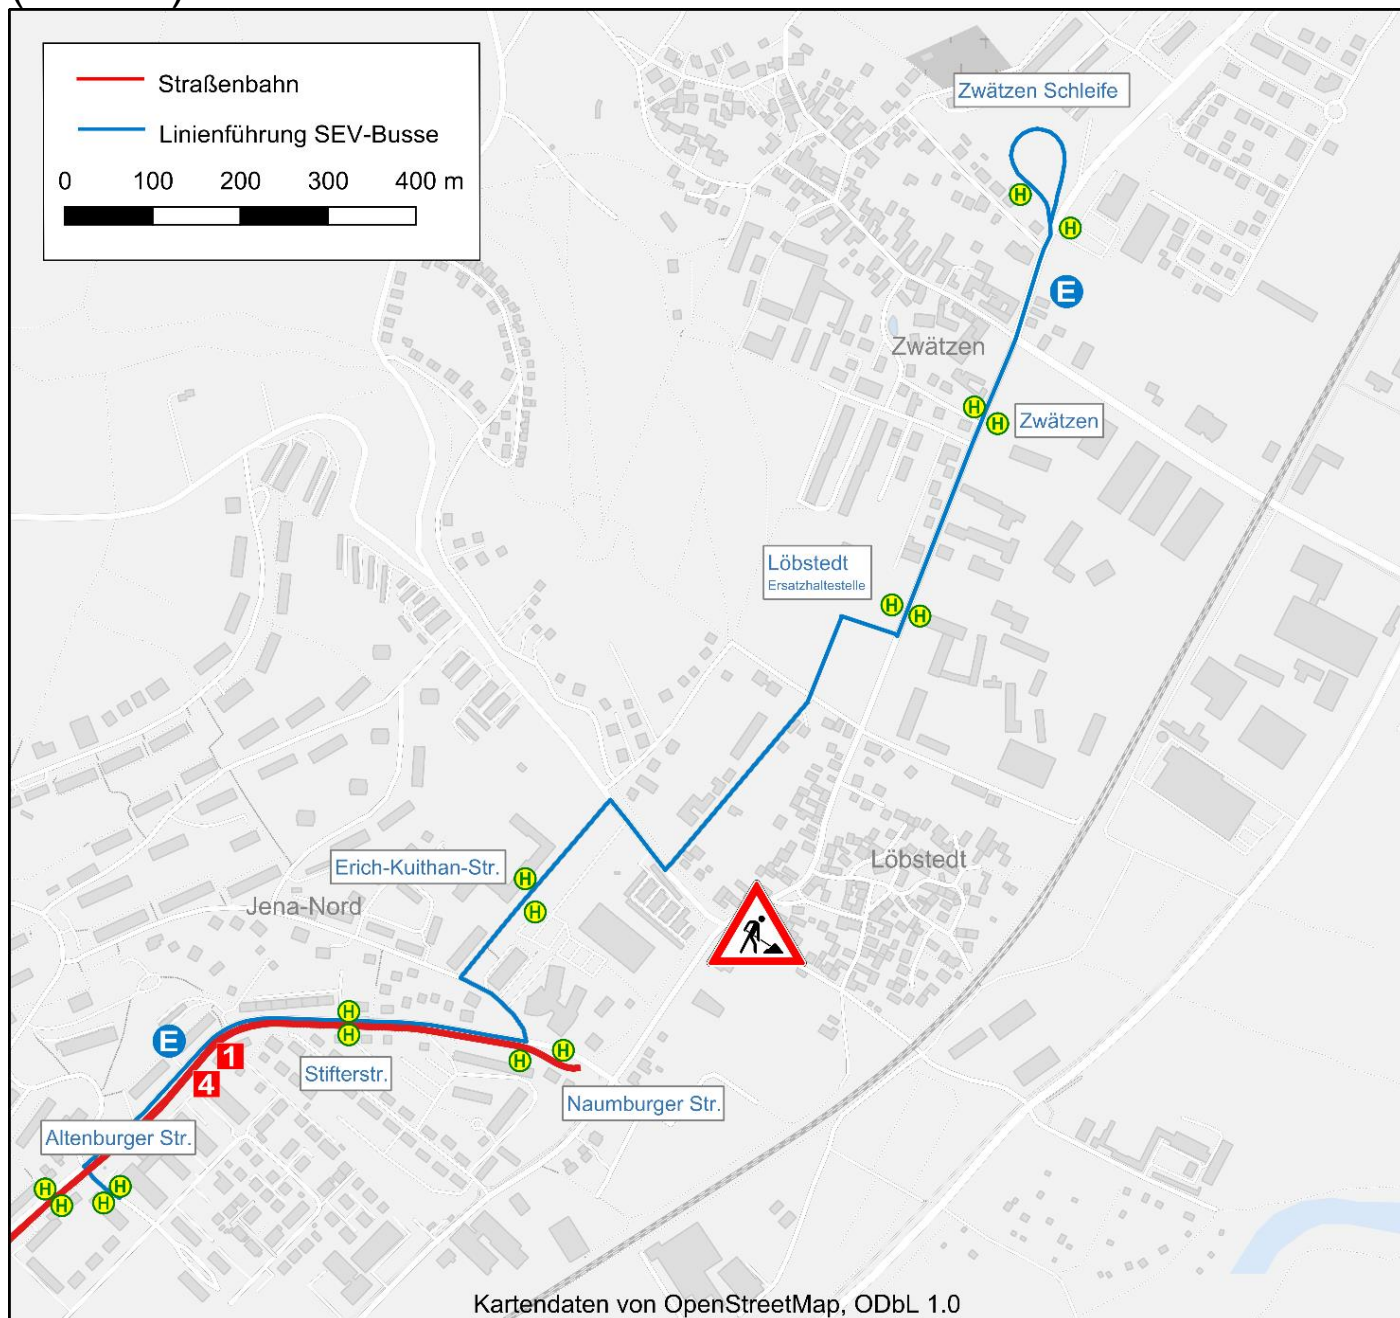 Straßenbahn
Linienführung SEV-Busse
0 100 200 300 400 m
Zwätzen Schleife
H
H
E
Zwätzen
H
H
Zwätzen
Löbstedt
Ersatzhaltestelle
H
H
Erich-Kuithan-Str.
H
H
Löbstedt
Jena-Nord
H
H
E
1
4
Stifterstr.
H
H
Naumburger Str.
Altenburger Str.
H
H
H
H
Kartendaten von OpenStreetMap, ODbL 1.0